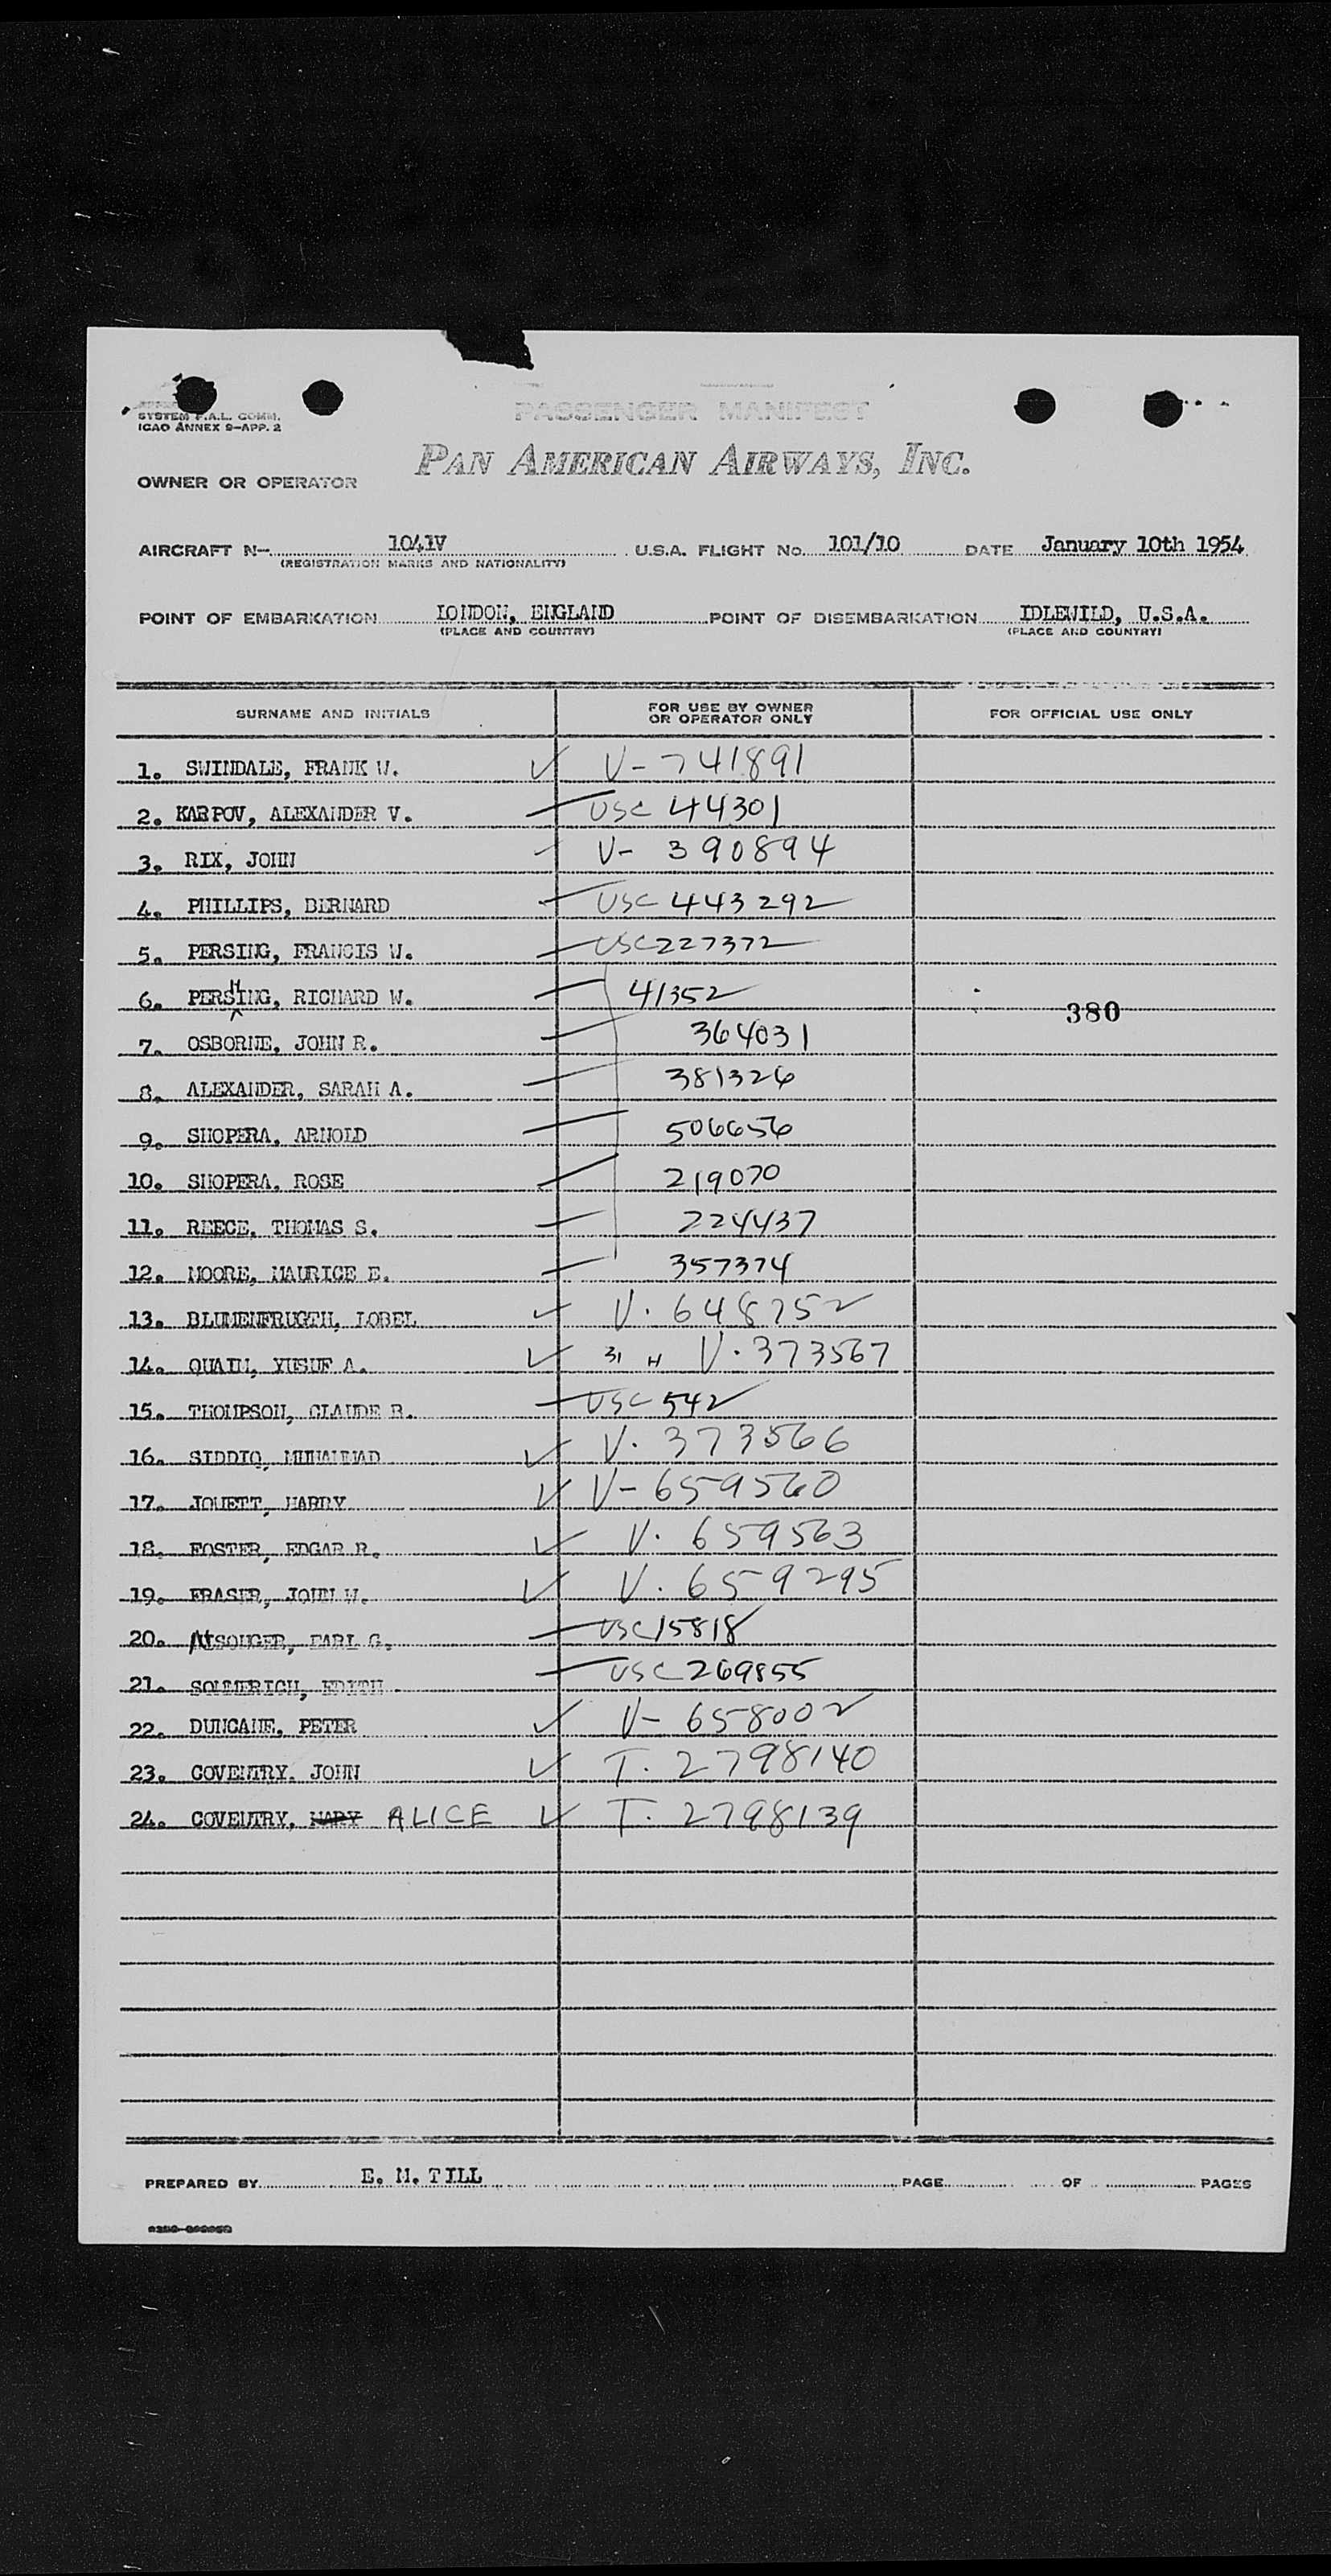 SYSTEM F.A.L. COMM.
ICAO ANNEX 9-APP. 2
PASSENGER MANIFEST
PAN AMERICAN AIRWAYS, INC.
OWNER OR OPERATOR
AIRCRAFT N- 1041V U.S.A. FLIGHT No. 101/10 DATE January 10th 1954
(REGISTRATION MARKS AND NATIONALITY)
POINT OF EMBARKATION LONDON, ENGLAND POINT OF DISEMBARKATION IDLEWILD, U.S.A.
(PLACE AND COUNTRY) (PLACE AND COUNTRY)
SURNAME AND INITIALS FOR USE BY OWNER OR OPERATOR ONLY FOR OFFICIAL USE ONLY
1. SWINDALE, FRANK W. V-741891
2. KARPOV, ALEXANDER V. USC 44301
3. RIX, JOHN V- 390894
4. PHILLIPS, BERNARD USC 443292
5. PERSING, FRANCIS W. USC 227372
6. PERSHING, RICHARD W. 41352
380
7. OSBORNE, JOHN R. 364031
8. ALEXANDER, SARAH A. 381326
9. SHOPERA, ARNOLD 506656
10. SHOPERA, ROSE 219070
11. REECE, THOMAS S. 224437
12. MOORE, MAURICE E. 357374
13. BLUMENFRUGTH, LOBEL V. 648752
14. YUSUF A. 31 H V. 373567
15. THOMPSON, CLAUDE B. USC 542
16. SIDDIQ, MUHAMMAD V. 373566
17. JOUETT, HARRY V-659560
18. FOSTER, EDGAR R. V. 659563
19. FRASER, JOHN W. V. 659295
20. EARL G. USC 15818
21. SOMMERICH, EDITH USC 269855
22. DUNCANE, PETER V- 658002
23. COVENTRY, JOHN T. 2798140
24. COVENTRY, MARY ALICE T. 2798139
PREPARED BY E. M. TILL PAGE OF PAGES